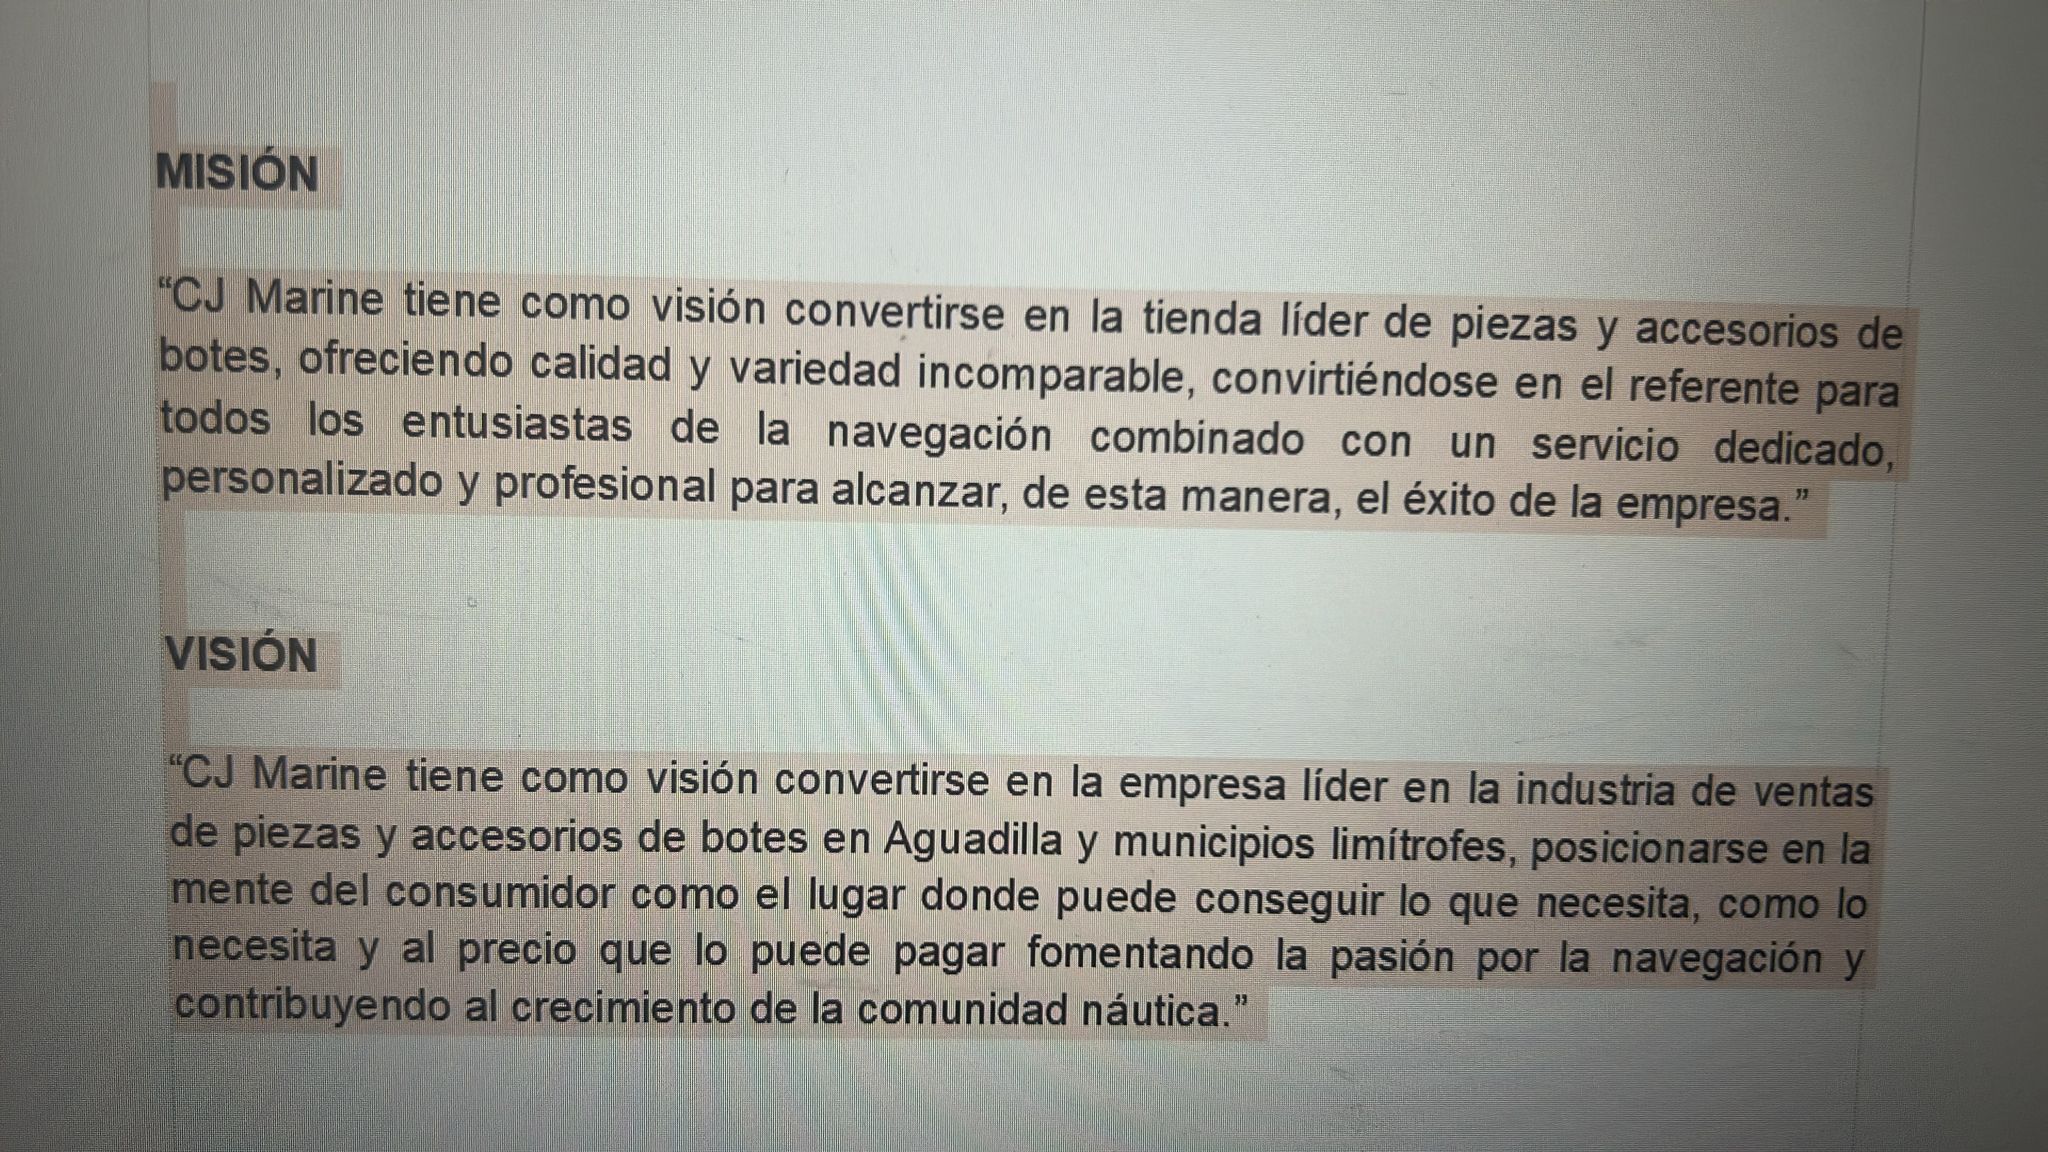 MISIÓN
“CJ Marine tiene como visión convertirse en la tienda líder de piezas y accesorios de
botes, ofreciendo calidad y variedad incomparable, convirtiéndose en el referente para
todos los entusiastas de la navegación combinado con un servicio dedicado,
personalizado y profesional para alcanzar, de esta manera, el éxito de la empresa.”
VISIÓN
“CJ Marine tiene como visión convertirse en la empresa líder en la industria de ventas
de piezas y accesorios de botes en Aguadilla y municipios limítrofes, posicionarse en la
mente del consumidor como el lugar donde puede conseguir lo que necesita, como lo
necesita y al precio que lo puede pagar fomentando la pasión por la navegación y
contribuyendo al crecimiento de la comunidad náutica.”